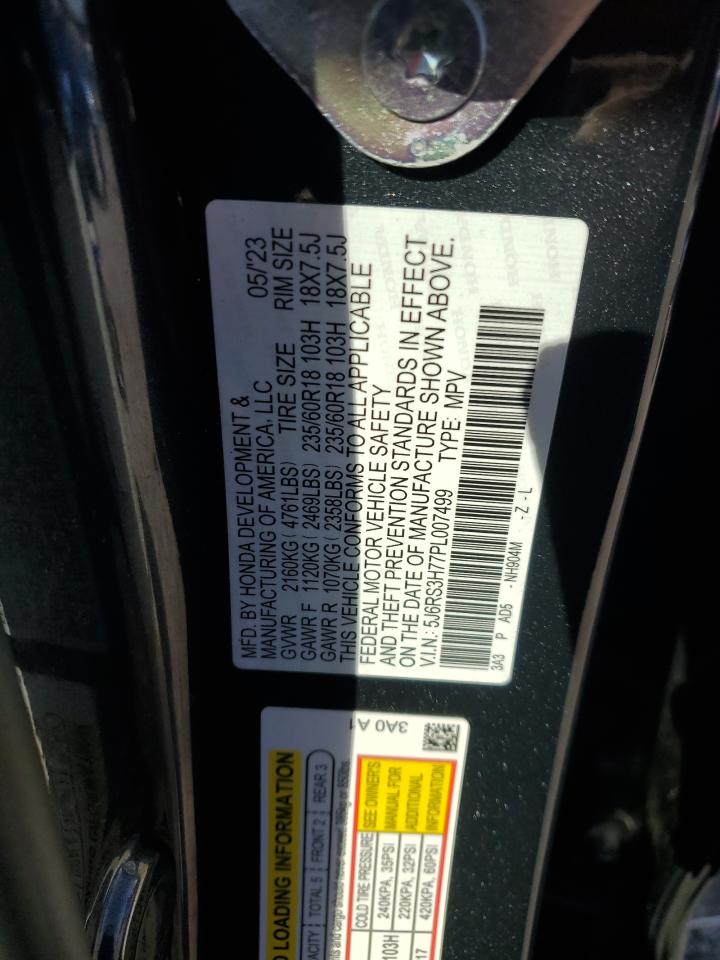 MFD. BY HONDA DEVELOPMENT &
MANUFACTURING OF AMERICA, LLC 05/'23
GVWR 2160KG ( 4761LBS) TIRE SIZE RIM SIZE
GAWR F 1120KG ( 2469LBS) 235/60R18 103H 18X7.5J
GAWR R 1070KG ( 2358LBS) 235/60R18 103H 18X7.5J
THIS VEHICLE CONFORMS TO ALL APPLICABLE
FEDERAL MOTOR VEHICLE SAFETY
AND THEFT PREVENTION STANDARDS IN EFFECT
ON THE DATE OF MANUFACTURE SHOWN ABOVE.
V.I.N.: 5J6RS3H77PL007499 TYPE: MPV
3A3 P AD5 - NH904M - Z - L
LOADING INFORMATION
TOTAL 5 FRONT 2 REAR 3
COLD TIRE PRESSURE SEE OWNER'S
103H 240KPA, 35PSI MANUAL FOR
220KPA, 32PSI ADDITIONAL
17 420KPA, 60PSI INFORMATION
3A0 A1